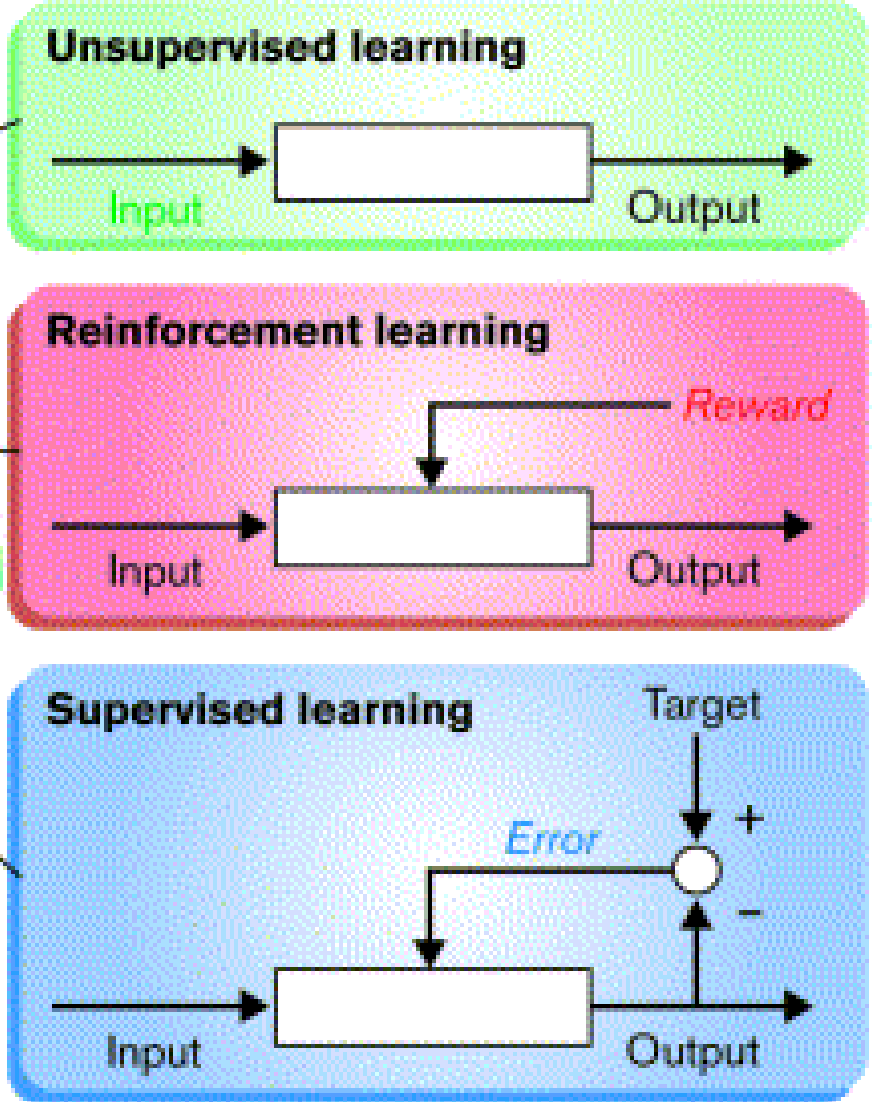 Unsupervised learning
Input
Output
Reinforcement learning
Reward
Input
Output
Supervised learning
Target
+
Error
−
Input
Output